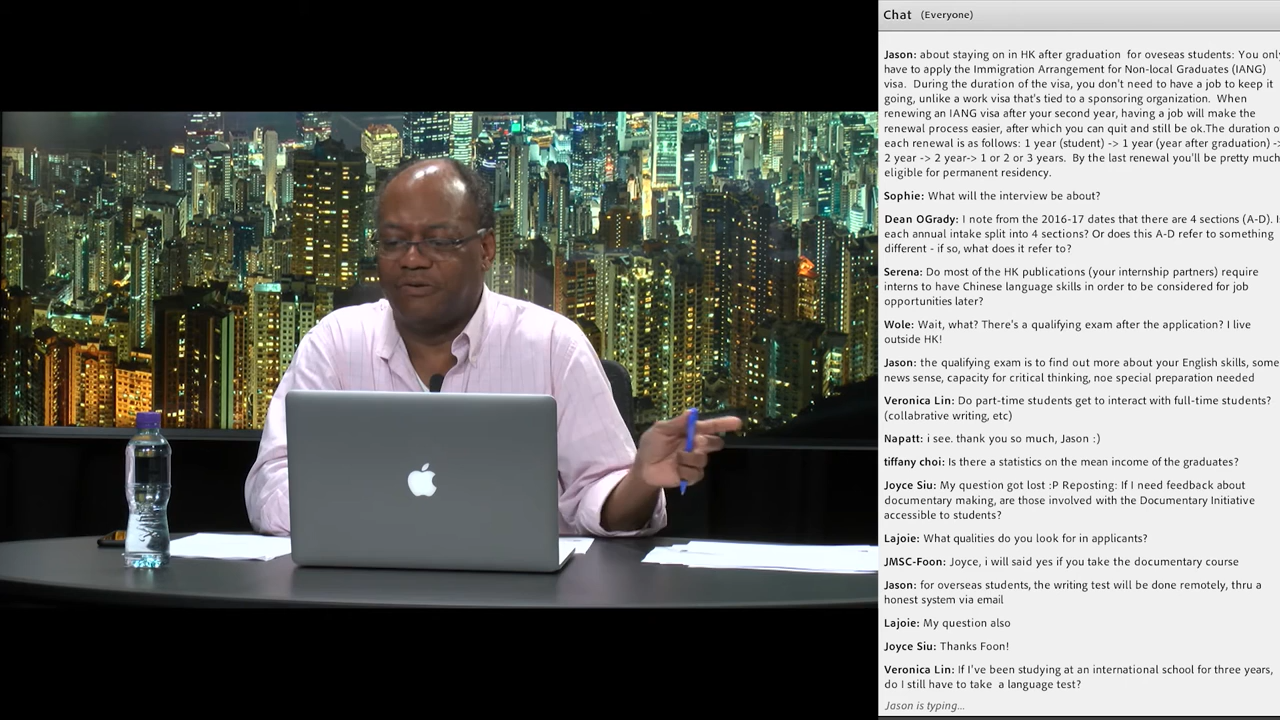 Chat (Everyone)
Jason: about staying on in HK after graduation for oveseas students: You only
have to apply the Immigration Arrangement for Non-local Graduates (IANG)
visa. During the duration of the visa, you don't need to have a job to keep it
going, unlike a work visa that's tied to a sponsoring organization. When
renewing an IANG visa after your second year, having a job will make the
renewal process easier, after which you can quit and still be ok.The duration o
each renewal is as follows: 1 year (student) -> 1 year (year after graduation) ->
2 year -> 2 year-> 1 or 2 or 3 years. By the last renewal you'll be pretty much
eligible for permanent residency.
Sophie: What will the interview be about?
Dean OGrady: I note from the 2016-17 dates that there are 4 sections (A-D). I
each annual intake split into 4 sections? Or does this A-D refer to something
different - if so, what does it refer to?
Serena: Do most of the HK publications (your internship partners) require
interns to have Chinese language skills in order to be considered for job
opportunities later?
Wole: Wait, what? There's a qualifying exam after the application? I live
outside HK!
Jason: the qualifying exam is to find out more about your English skills, some
news sense, capacity for critical thinking, noe special preparation needed
Veronica Lin: Do part-time students get to interact with full-time students?
(collabrative writing, etc)
Napatt: i see. thank you so much, Jason :)
tiffany choi: Is there a statistics on the mean income of the graduates?
Joyce Siu: My question got lost :P Reposting: If I need feedback about
documentary making, are those involved with the Documentary Initiative
accessible to students?
Lajoie: What qualities do you look for in applicants?
JMSC-Foon: Joyce, i will said yes if you take the documentary course
Jason: for overseas students, the writing test will be done remotely, thru a
honest system via email
Lajoie: My question also
Joyce Siu: Thanks Foon!
Veronica Lin: If I've been studying at an international school for three years,
do I still have to take a language test?
Jason is typing...